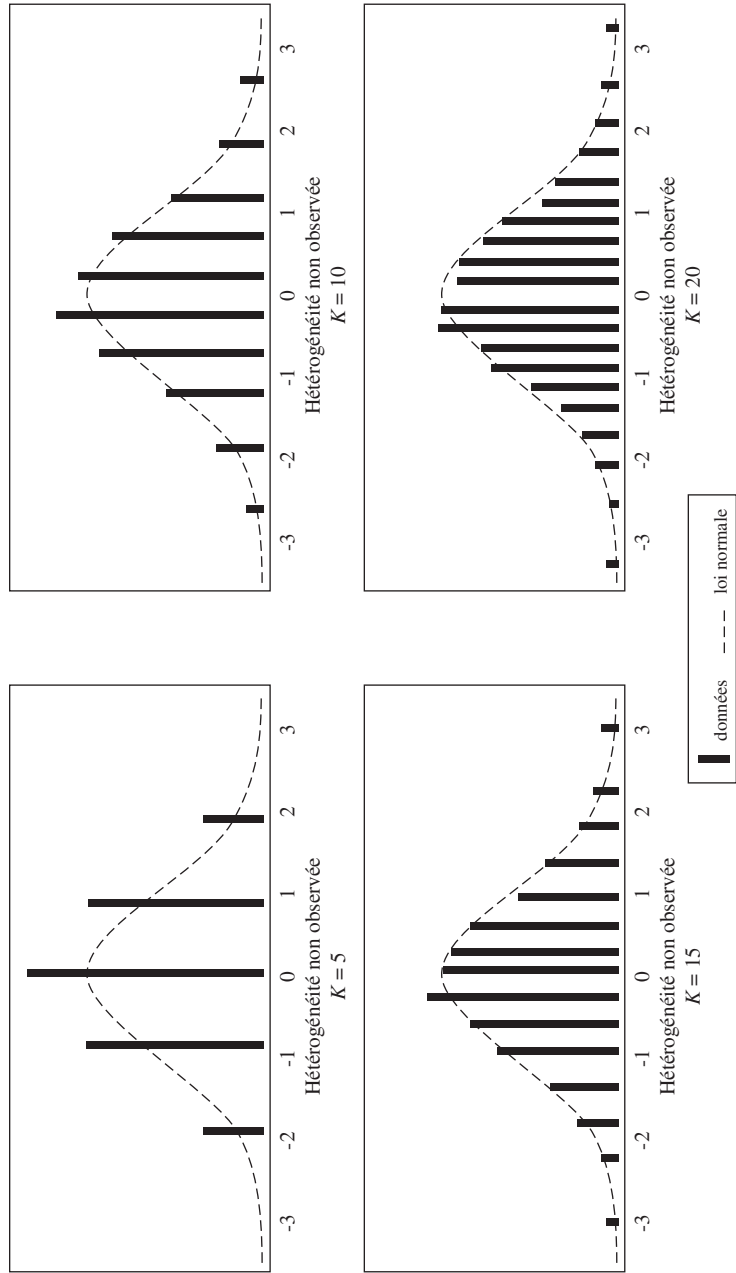 -3 -2 -1 0 1 2 3
Hétérogénéité non observée
K = 5
-3 -2 -1 0 1 2 3
Hétérogénéité non observée
K = 10
-3 -2 -1 0 1 2 3
Hétérogénéité non observée
K = 15
-3 -2 -1 0 1 2 3
Hétérogénéité non observée
K = 20
données loi normale